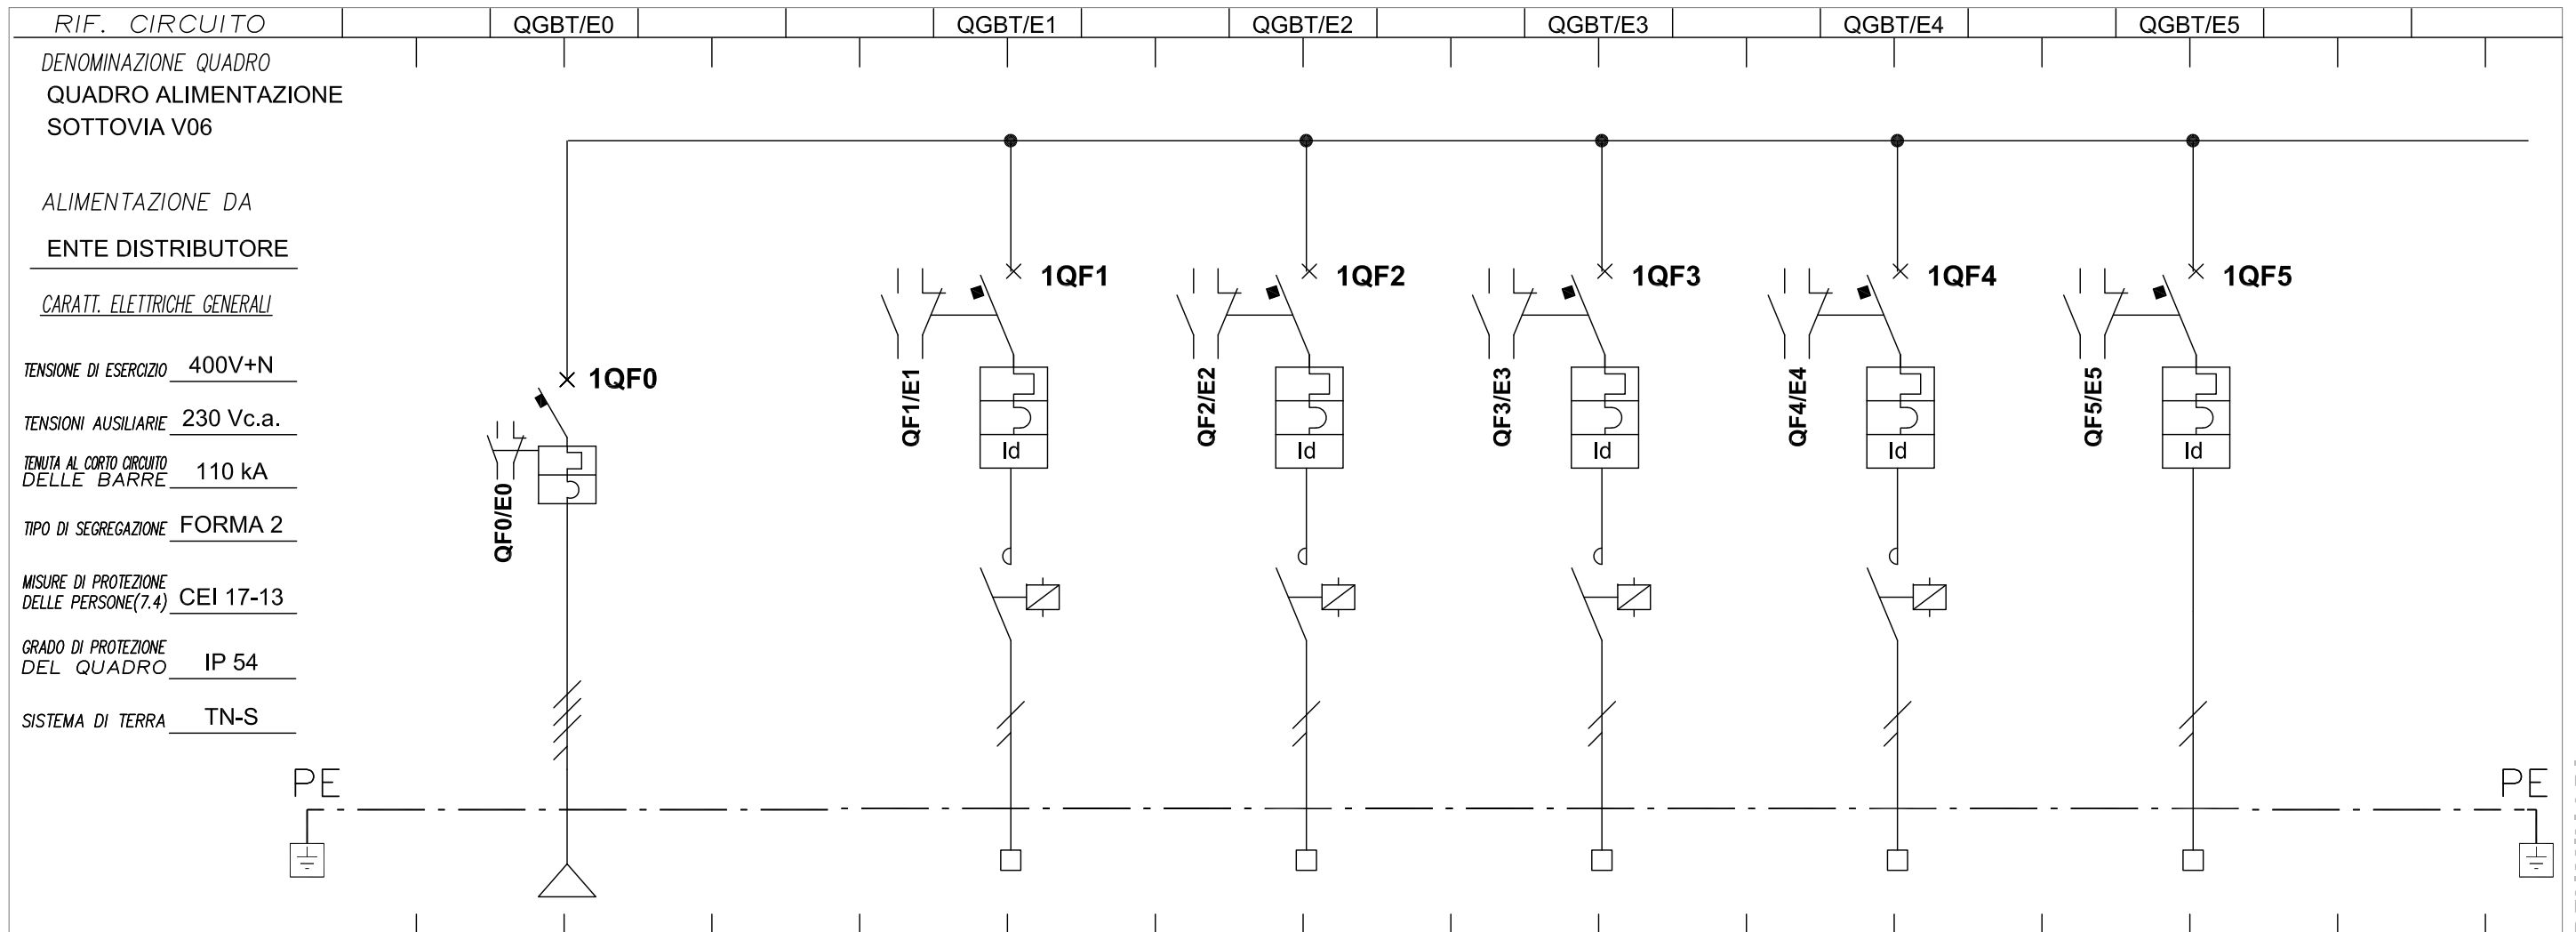 RIF. CIRCUITO QGBT/E0 QGBT/E1 QGBT/E2 QGBT/E3 QGBT/E4 QGBT/E5
DENOMINAZIONE QUADRO
QUADRO ALIMENTAZIONE
SOTTOVIA V06
ALIMENTAZIONE DA
ENTE DISTRIBUTORE
CARATT. ELETTRICHE GENERALI
TENSIONE DI ESERCIZIO 400V+N
TENSIONI AUSILIARIE 230 Vc.a.
TENUTA AL CORTO CIRCUITO
DELLE BARRE 110 kA
TIPO DI SEGREGAZIONE FORMA 2
MISURE DI PROTEZIONE
DELLE PERSONE(7.4) CEI 17-13
GRADO DI PROTEZIONE
DEL QUADRO IP 54
SISTEMA DI TERRA TN-S
1QF0
QF0/E0
1QF1
QF1/E1
Id
1QF2
QF2/E2
Id
1QF3
QF3/E3
Id
1QF4
QF4/E4
Id
1QF5
QF5/E5
Id
PE PE